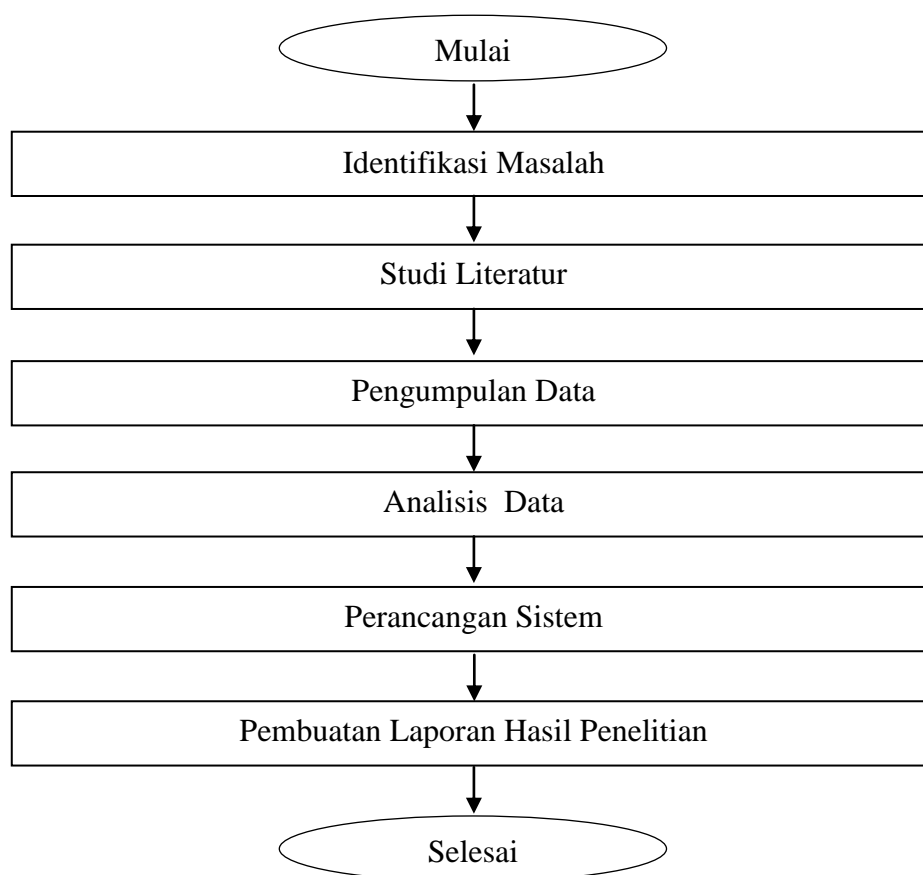 Mulai
Identifikasi Masalah
Studi Literatur
Pengumpulan Data
Analisis  Data
Perancangan Sistem
Pembuatan Laporan Hasil Penelitian
Selesai